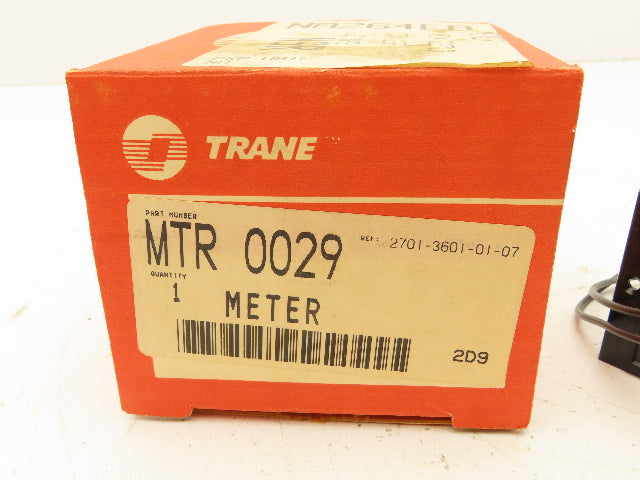 TRANE
PART NUMBER
MTR 0029 REF: 2701-3601-01-07
QUANTITY
1 METER
2D9